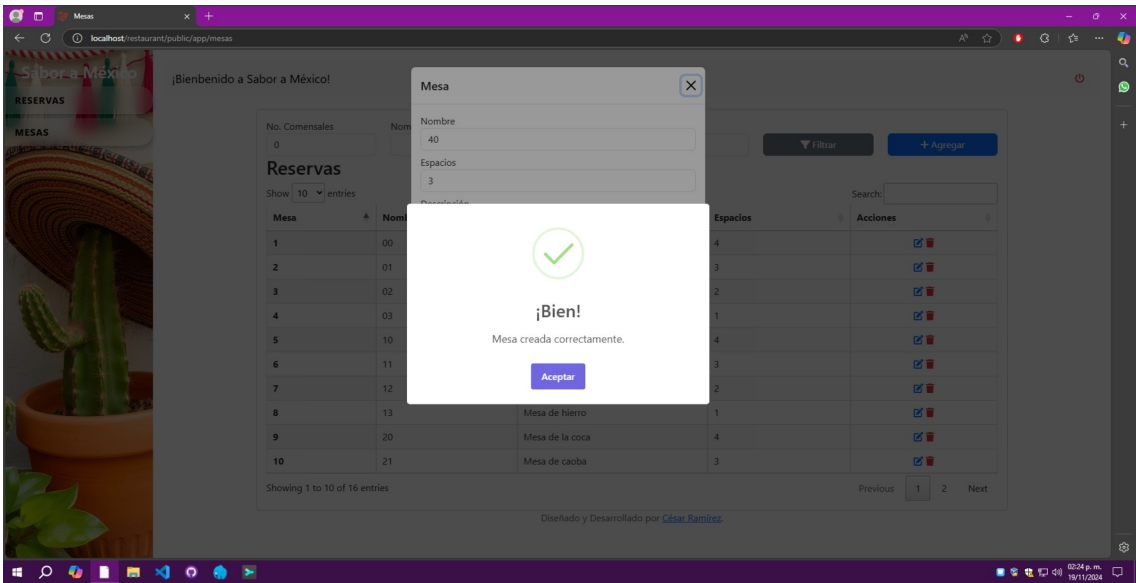 Mesas
localhost/restaurant/public/app/mesas
Sabor a México
¡Bienbenido a Sabor a México!
RESERVAS
MESAS
Mesa
Nombre
40
Espacios
3
Descripción
No. Comensales
Nom
0
Filtrar
+ Agregar
Reservas
Show 10 entries
Search:
Mesa Nomb Espacios Acciones
1 00 4
2 01 3
3 02 2
4 03 1
5 10 4
6 11 3
7 12 2
8 13 Mesa de hierro 1
9 20 Mesa de la coca 4
10 21 Mesa de caoba 3
¡Bien!
Mesa creada correctamente.
Aceptar
Showing 1 to 10 of 16 entries
Previous 1 2 Next
Diseñado y Desarrollado por César Ramírez.
02:24 p. m.
19/11/2024